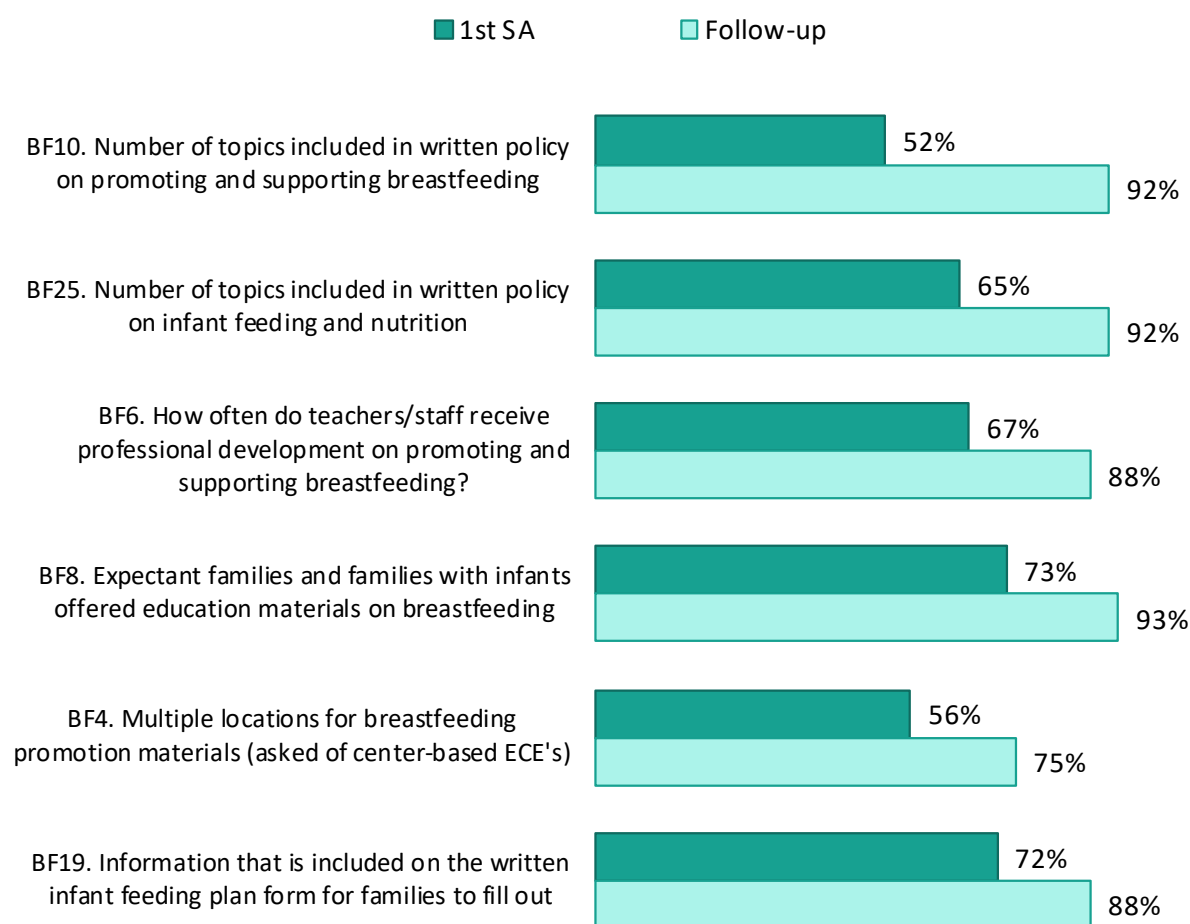 1st SA Follow-up
BF10. Number of topics included in written policy
on promoting and supporting breastfeeding
52%
92%
BF25. Number of topics included in written policy
on infant feeding and nutrition
65%
92%
BF6. How often do teachers/staff receive
professional development on promoting and
supporting breastfeeding?
67%
88%
BF8. Expectant families and families with infants
offered education materials on breastfeeding
73%
93%
BF4. Multiple locations for breastfeeding
promotion materials (asked of center-based ECE's)
56%
75%
BF19. Information that is included on the written
infant feeding plan form for families to fill out
72%
88%